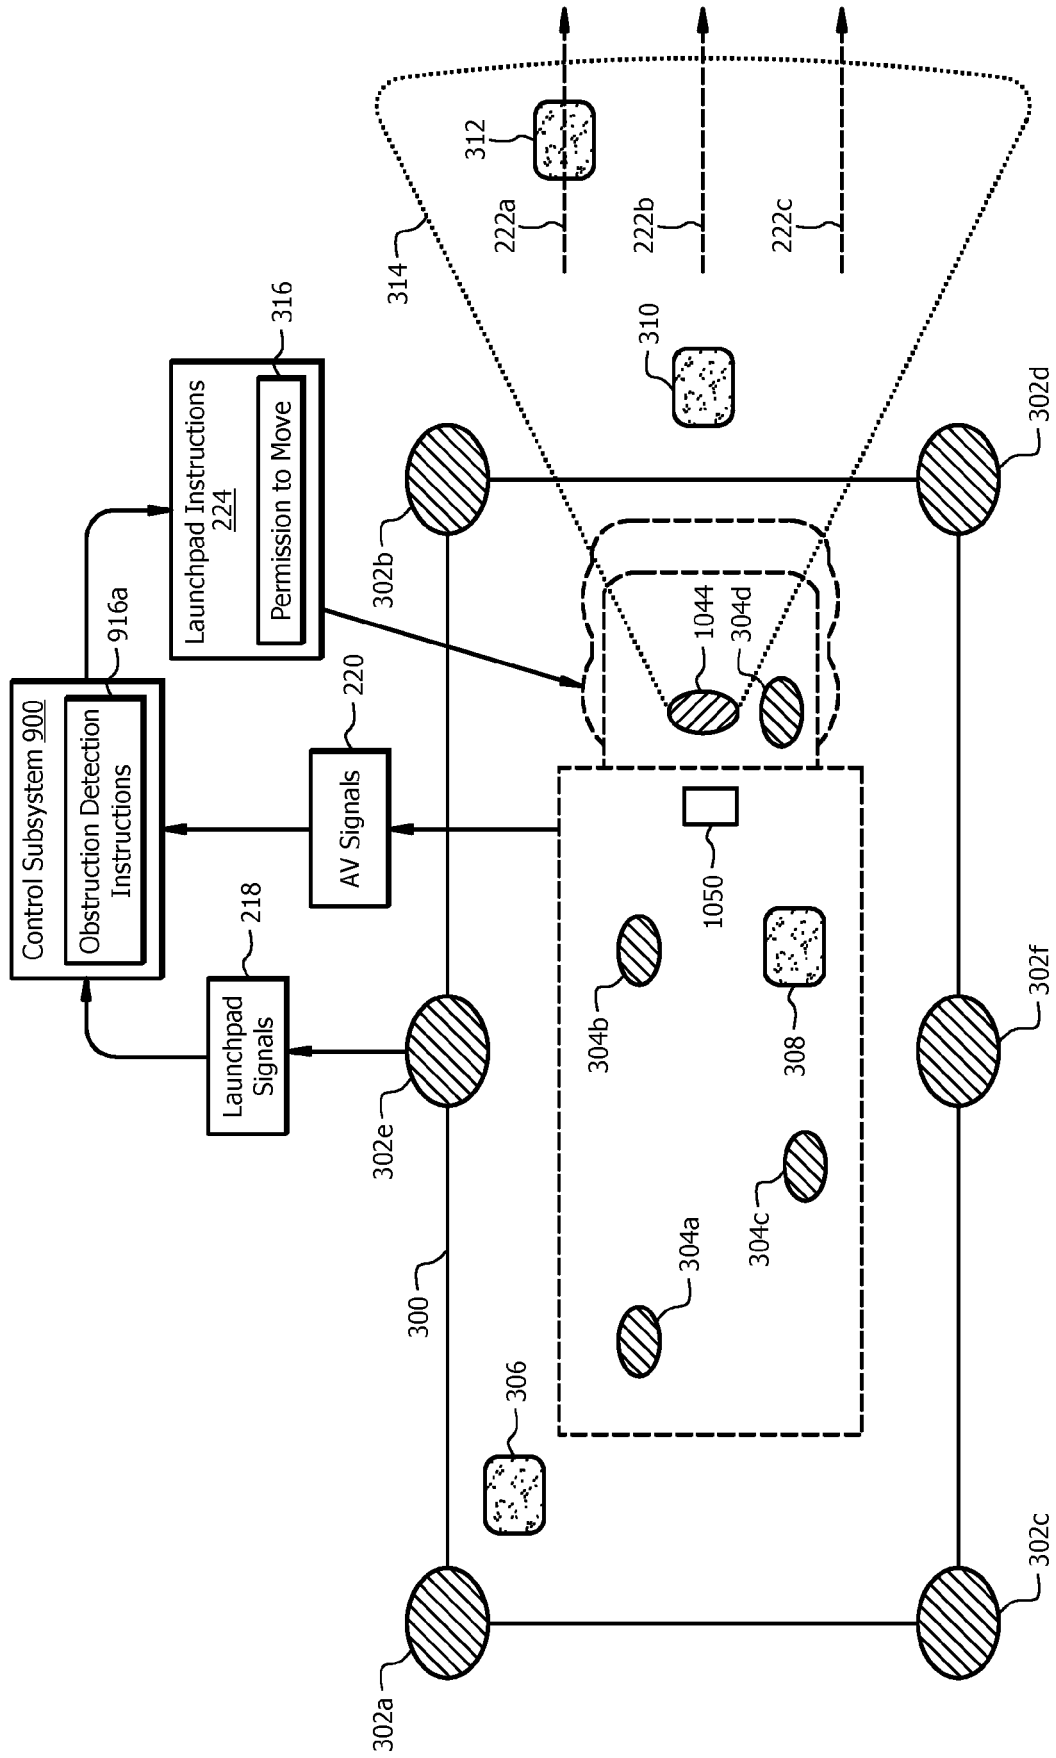 Control Subsystem 900
916a
Obstruction Detection
Instructions
Launchpad Instructions
224
316
Permission to Move
218
Launchpad
Signals
220
AV Signals
314
312
222a
222b
222c
310
302a
300
302e
302b
306
304a
304b
304c
308
1050
1044
304d
302c
302f
302d